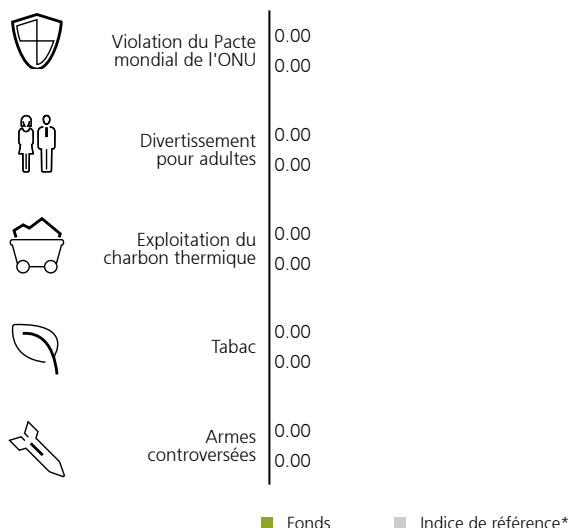 Violation du Pacte
mondial de l'ONU
0.00
0.00
Divertissement
pour adultes
0.00
0.00
Exploitation du
charbon thermique
0.00
0.00
Tabac
0.00
0.00
Armes
controversées
0.00
0.00
Fonds
Indice de référence*